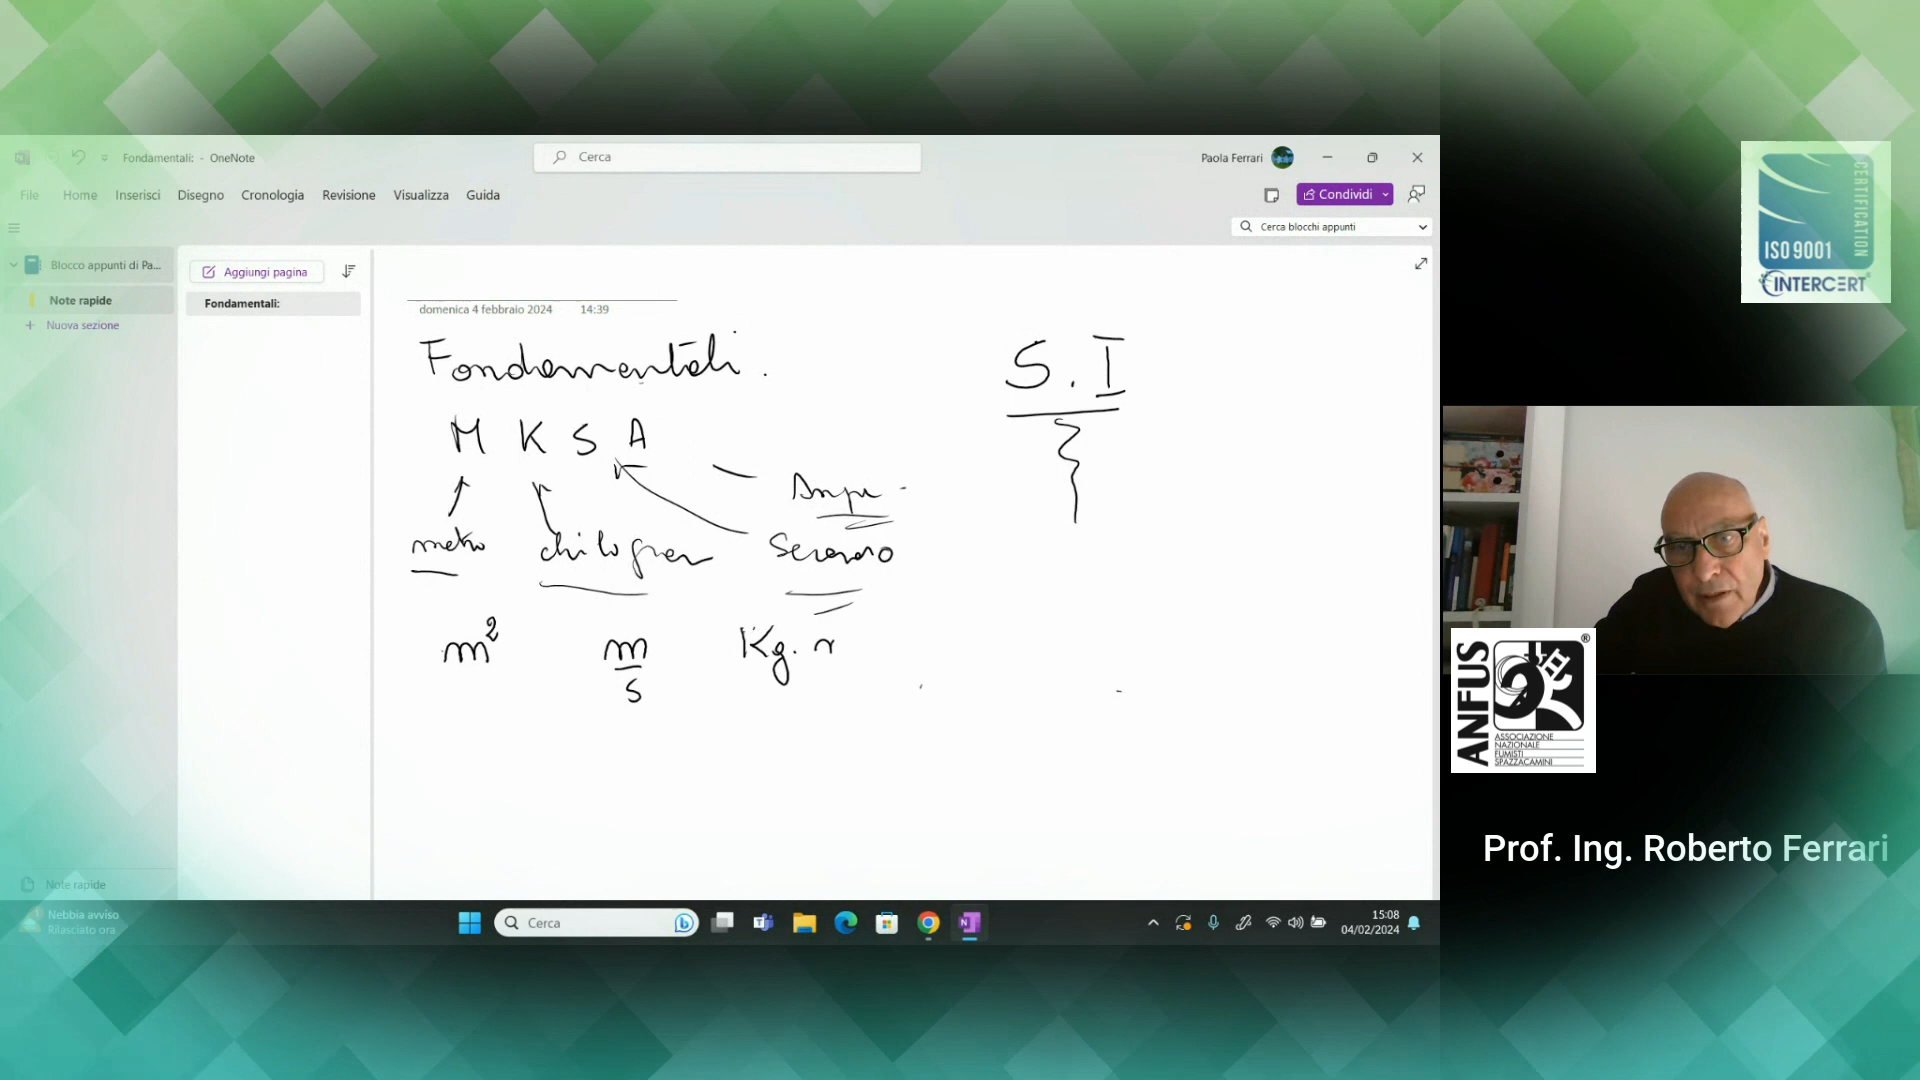 Fondamentali: - OneNote
Cerca
Paola Ferrari
File Home Inserisci Disegno Cronologia Revisione Visualizza Guida
Condividi
Cerca blocchi appunti
Blocco appunti di Pa...
Note rapide
Nuova sezione
Aggiungi pagina
Fondamentali:
domenica 4 febbraio 2024 14:39
Fondamentali.
S.I
M K S A
metro
m²
m
s
Kg.
Note rapide
Nebbia avviso
Rilasciato ora
Cerca
15:08
04/02/2024
CERTIFICATION
ISO 9001
INTERCERT
ANFUS
®
ASSOCIAZIONE
NAZIONALE
FUMISTI
SPAZZACAMINI
Prof. Ing. Roberto Ferrari